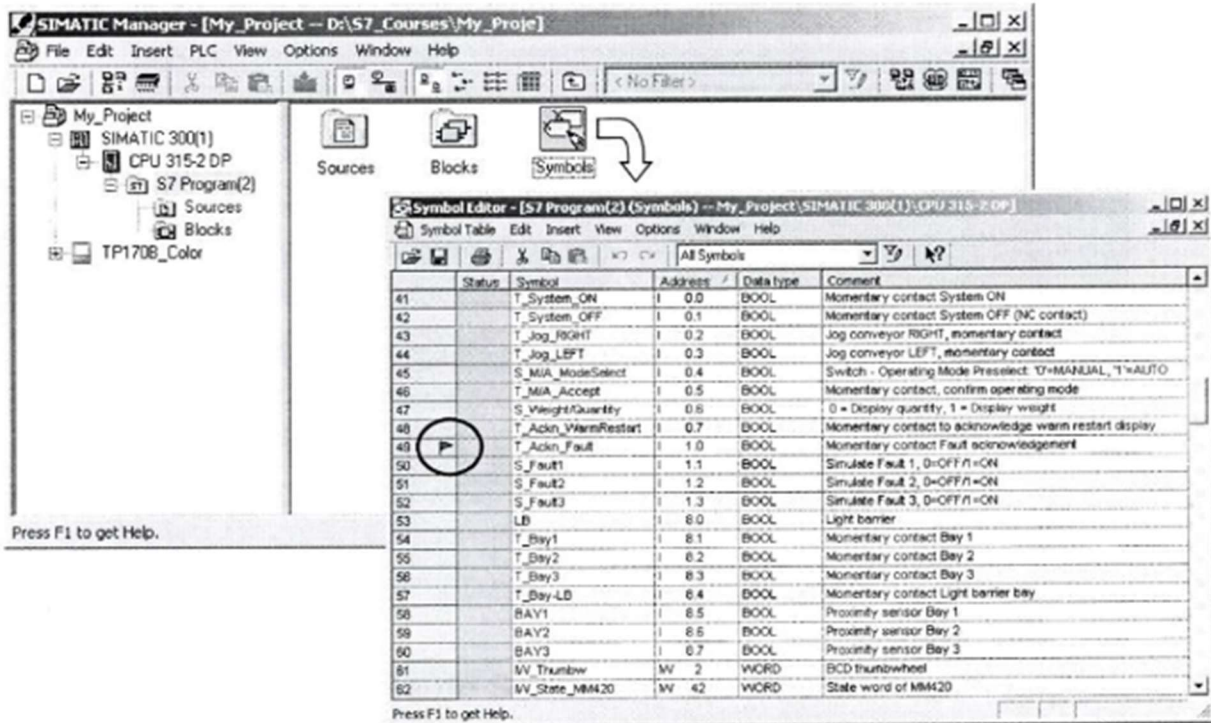 SIMATIC Manager - [My_Project -- D:\S7_Courses\My_Proje]
File Edit Insert PLC View Options Window Help
< No Filter >
My_Project
SIMATIC 300(1)
CPU 315-2 DP
S7 Program(2)
Sources
Blocks
TP170B_Color
Sources Blocks Symbols
Press F1 to get Help.
Symbol Editor - [S7 Program(2) (Symbols) -- My_Project\SIMATIC 300(1)\CPU 315-2 DP]
Symbol Table Edit Insert View Options Window Help
All Symbols
Status Symbol Address Data type Comment
41 T_System_ON I 0.0 BOOL Momentary contact System ON
42 T_System_OFF I 0.1 BOOL Momentary contact System OFF (NC contact)
43 T_Jog_RIGHT I 0.2 BOOL Jog conveyor RIGHT, momentary contact
44 T_Jog_LEFT I 0.3 BOOL Jog conveyor LEFT, momentary contact
45 S_M/A_ModeSelect I 0.4 BOOL Switch - Operating Mode Preselect: '0'=MANUAL, '1'=AUTO
46 T_M/A_Accept I 0.5 BOOL Momentary contact, confirm operating mode
47 S_Weight/Quantity I 0.6 BOOL 0 = Display quantity, 1 = Display weight
48 T_Ackn_WarmRestart I 0.7 BOOL Momentary contact to acknowledge warm restart display
49 T_Ackn_Fault I 1.0 BOOL Momentary contact Fault acknowledgement
50 S_Fault1 I 1.1 BOOL Simulate Fault 1, 0=OFF/1=ON
51 S_Fault2 I 1.2 BOOL Simulate Fault 2, 0=OFF/1=ON
52 S_Fault3 I 1.3 BOOL Simulate Fault 3, 0=OFF/1=ON
53 LB I 8.0 BOOL Light barrier
54 T_Bay1 I 8.1 BOOL Momentary contact Bay 1
55 T_Bay2 I 8.2 BOOL Momentary contact Bay 2
56 T_Bay3 I 8.3 BOOL Momentary contact Bay 3
57 T_Bay-LB I 8.4 BOOL Momentary contact Light barrier bay
58 BAY1 I 8.5 BOOL Proximity sensor Bay 1
59 BAY2 I 8.6 BOOL Proximity sensor Bay 2
60 BAY3 I 8.7 BOOL Proximity sensor Bay 3
61 IW_Thumbw IW 2 WORD BCD thumbwheel
62 IW_State_MM420 IW 42 WORD State word of MM420
Press F1 to get Help.